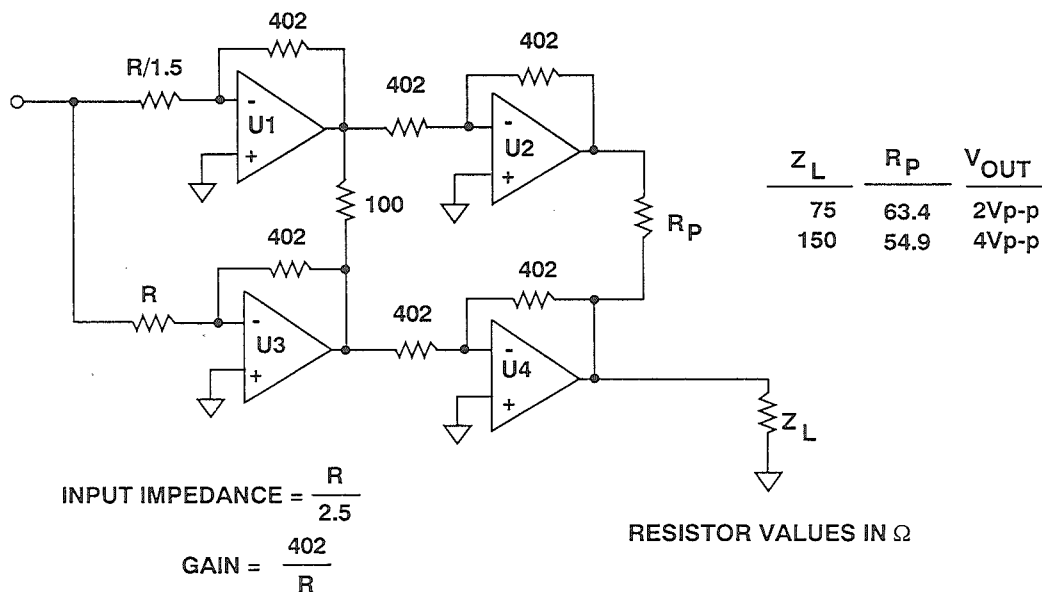 402
402
R/1.5
402
-
U1
+
-
U2
+
100
R_P
Z_L R_P V_OUT
75 63.4 2Vp-p
150 54.9 4Vp-p
402
402
R
402
-
U3
+
-
U4
+
Z_L
INPUT IMPEDANCE = R
2.5
GAIN = 402
R
RESISTOR VALUES IN Ω